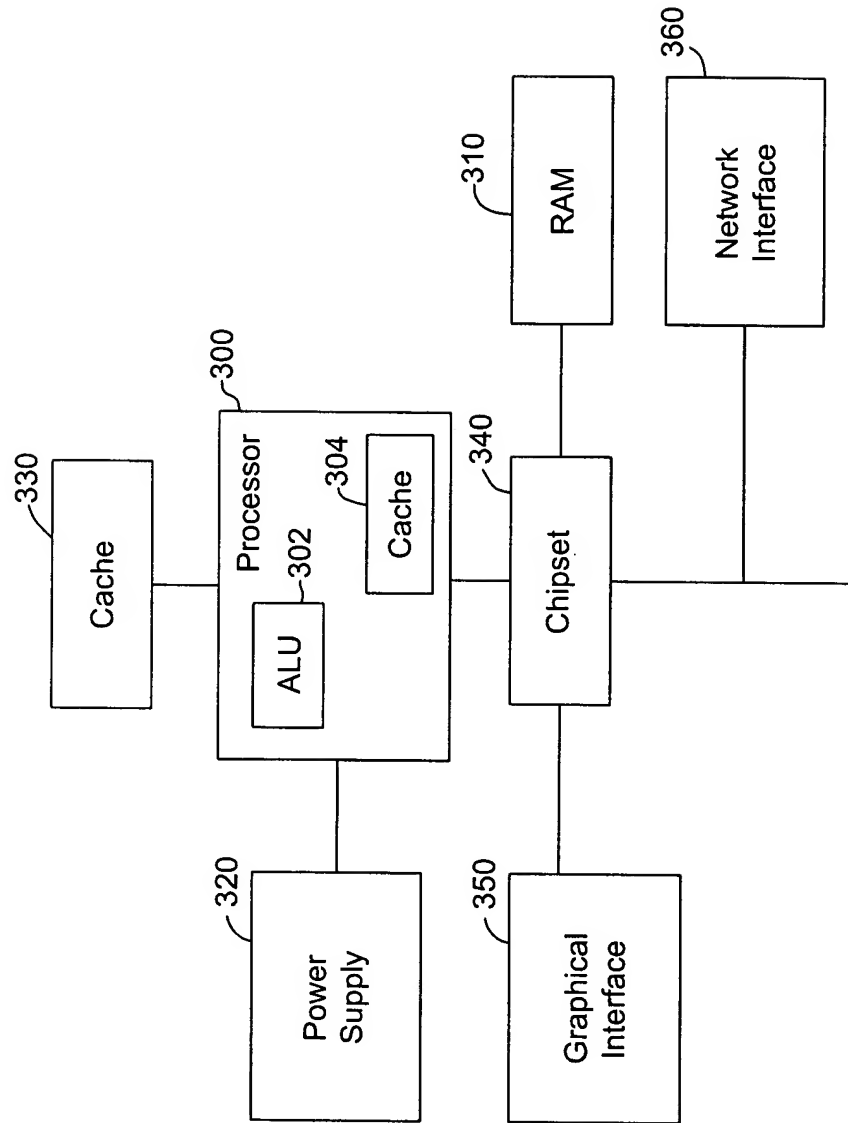 330
Cache
300
Processor
302
ALU
304
Cache
320
Power
Supply
340
Chipset
310
RAM
350
Graphical
Interface
360
Network
Interface